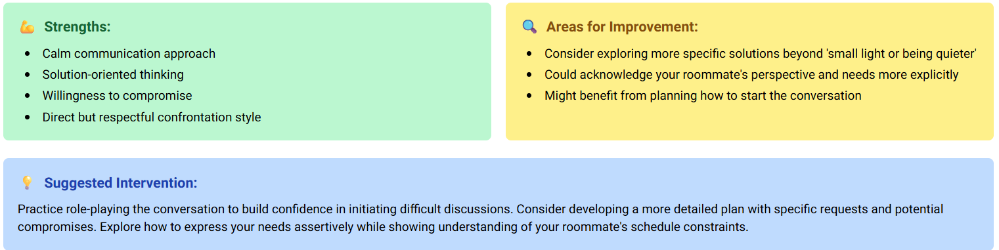 Strengths:
Calm communication approach
Solution-oriented thinking
Willingness to compromise
Direct but respectful confrontation style
Areas for Improvement:
Consider exploring more specific solutions beyond 'small light or being quieter'
Could acknowledge your roommate's perspective and needs more explicitly
Might benefit from planning how to start the conversation
Suggested Intervention:
Practice role-playing the conversation to build confidence in initiating difficult discussions. Consider developing a more detailed plan with specific requests and potential
compromises. Explore how to express your needs assertively while showing understanding of your roommate's schedule constraints.